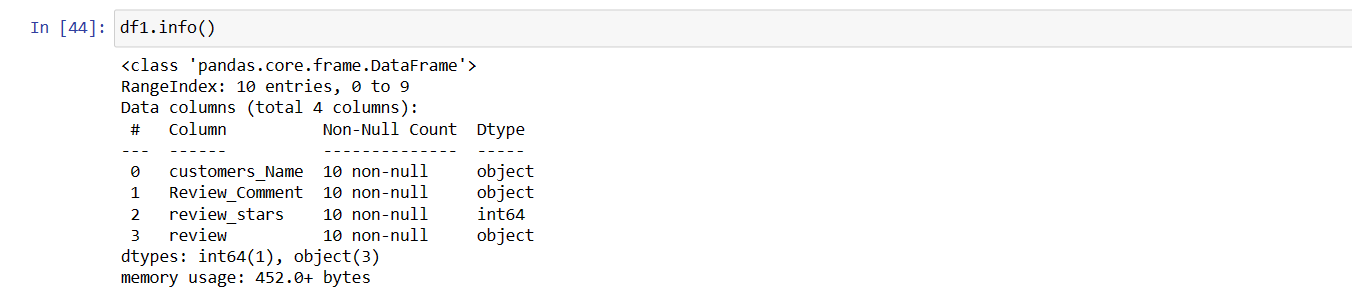 In [44]: df1.info()
<class 'pandas.core.frame.DataFrame'>
RangeIndex: 10 entries, 0 to 9
Data columns (total 4 columns):
 #   Column          Non-Null Count  Dtype
---  ------          --------------  -----
 0   customers_Name  10 non-null     object
 1   Review_Comment  10 non-null     object
 2   review_stars    10 non-null     int64
 3   review          10 non-null     object
dtypes: int64(1), object(3)
memory usage: 452.0+ bytes